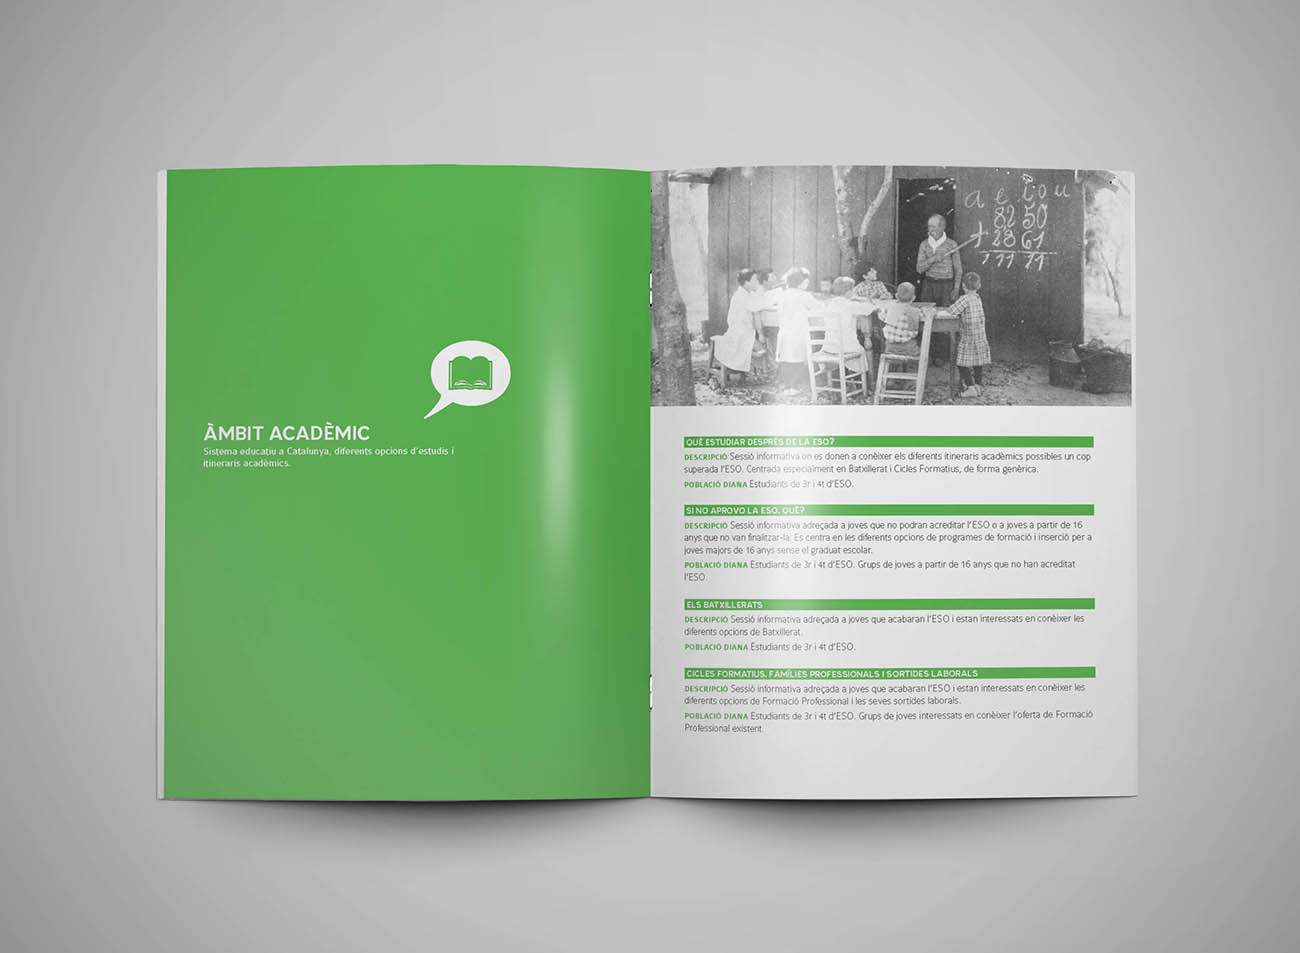 ÀMBIT ACADÈMIC
Sistema educatiu a Catalunya, diferents opcions d'estudis i
itineraris acadèmics.
a e i o u
8250
+ 2861
11111
QUÈ ESTUDIAR DESPRÉS DE LA ESO?
DESCRIPCIÓ Sessió informativa on es donen a conèixer els diferents itineraris acadèmics possibles un cop
superada l'ESO. Centrada especialment en Batxillerat i Cicles Formatius, de forma genèrica.
POBLACIÓ DIANA Estudiants de 3r i 4t d'ESO.
SI NO APROVO LA ESO, QUÈ?
DESCRIPCIÓ Sessió informativa adreçada a joves que no podran acreditar l'ESO o a joves a partir de 16
anys que no van finalitzar-la. Es centra en les diferents opcions de programes de formació i inserció per a
joves majors de 16 anys sense el graduat escolar.
POBLACIÓ DIANA Estudiants de 3r i 4t d'ESO. Grups de joves a partir de 16 anys que no han acreditat
l'ESO.
ELS BATXILLERATS
DESCRIPCIÓ Sessió informativa adreçada a joves que acabaran l'ESO i estan interessats en conèixer les
diferents opcions de Batxillerat.
POBLACIÓ DIANA Estudiants de 3r i 4t d'ESO.
CICLES FORMATIUS, FAMÍLIES PROFESSIONALS I SORTIDES LABORALS
DESCRIPCIÓ Sessió informativa adreçada a joves que acabaran l'ESO i estan interessats en conèixer les
diferents opcions de Formació Professional i les seves sortides laborals.
POBLACIÓ DIANA Estudiants de 3r i 4t d'ESO. Grups de joves interessats en conèixer l'oferta de Formació
Professional existent.